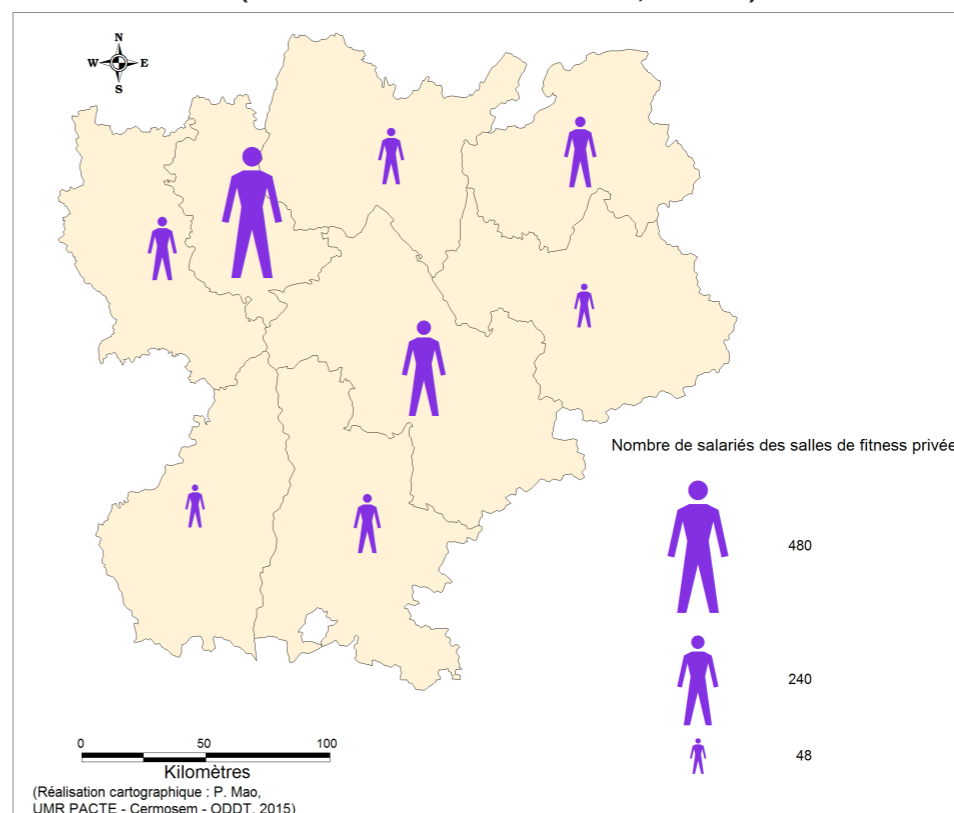 N
W E
S
Nombre de salariés des salles de fitness privée
480
240
48
0 50 100
Kilomètres
(Réalisation cartographique : P. Mao,
UMR PACTE - Cermosem - ODDT, 2015)